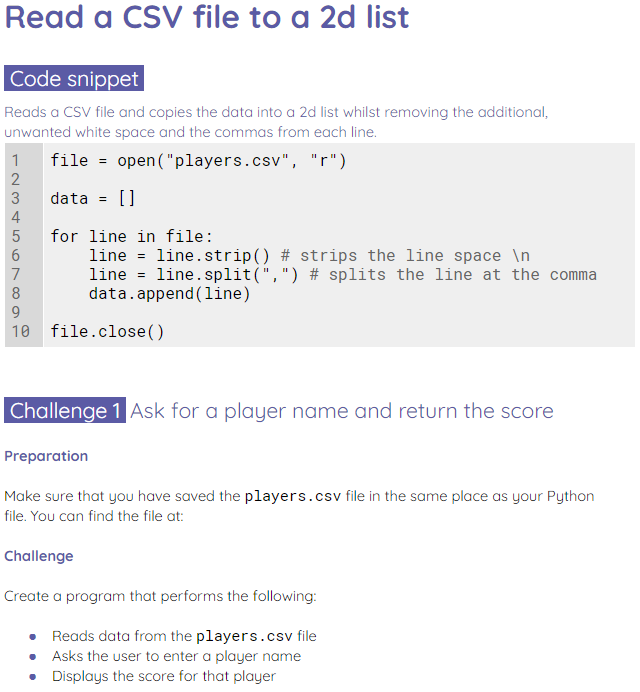 Read a CSV file to a 2d list
Code snippet
Reads a CSV file and copies the data into a 2d list whilst removing the additional,
unwanted white space and the commas from each line.
1 file = open("players.csv", "r")
2
3 data = []
4
5 for line in file:
6     line = line.strip() # strips the line space \n
7     line = line.split(",") # splits the line at the comma
8     data.append(line)
9
10 file.close()
Challenge 1 Ask for a player name and return the score
Preparation
Make sure that you have saved the players.csv file in the same place as your Python
file. You can find the file at:
Challenge
Create a program that performs the following:
● Reads data from the players.csv file
● Asks the user to enter a player name
● Displays the score for that player